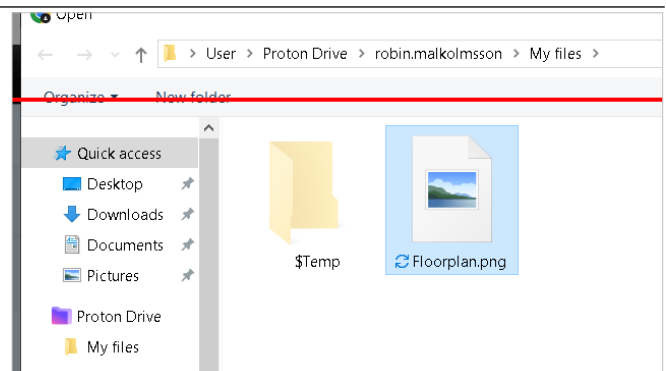 Open
User > Proton Drive > robin.malkolmsson > My files >
Organize New folder
Quick access
Desktop
Downloads
Documents
Pictures
Proton Drive
My files
$Temp
Floorplan.png